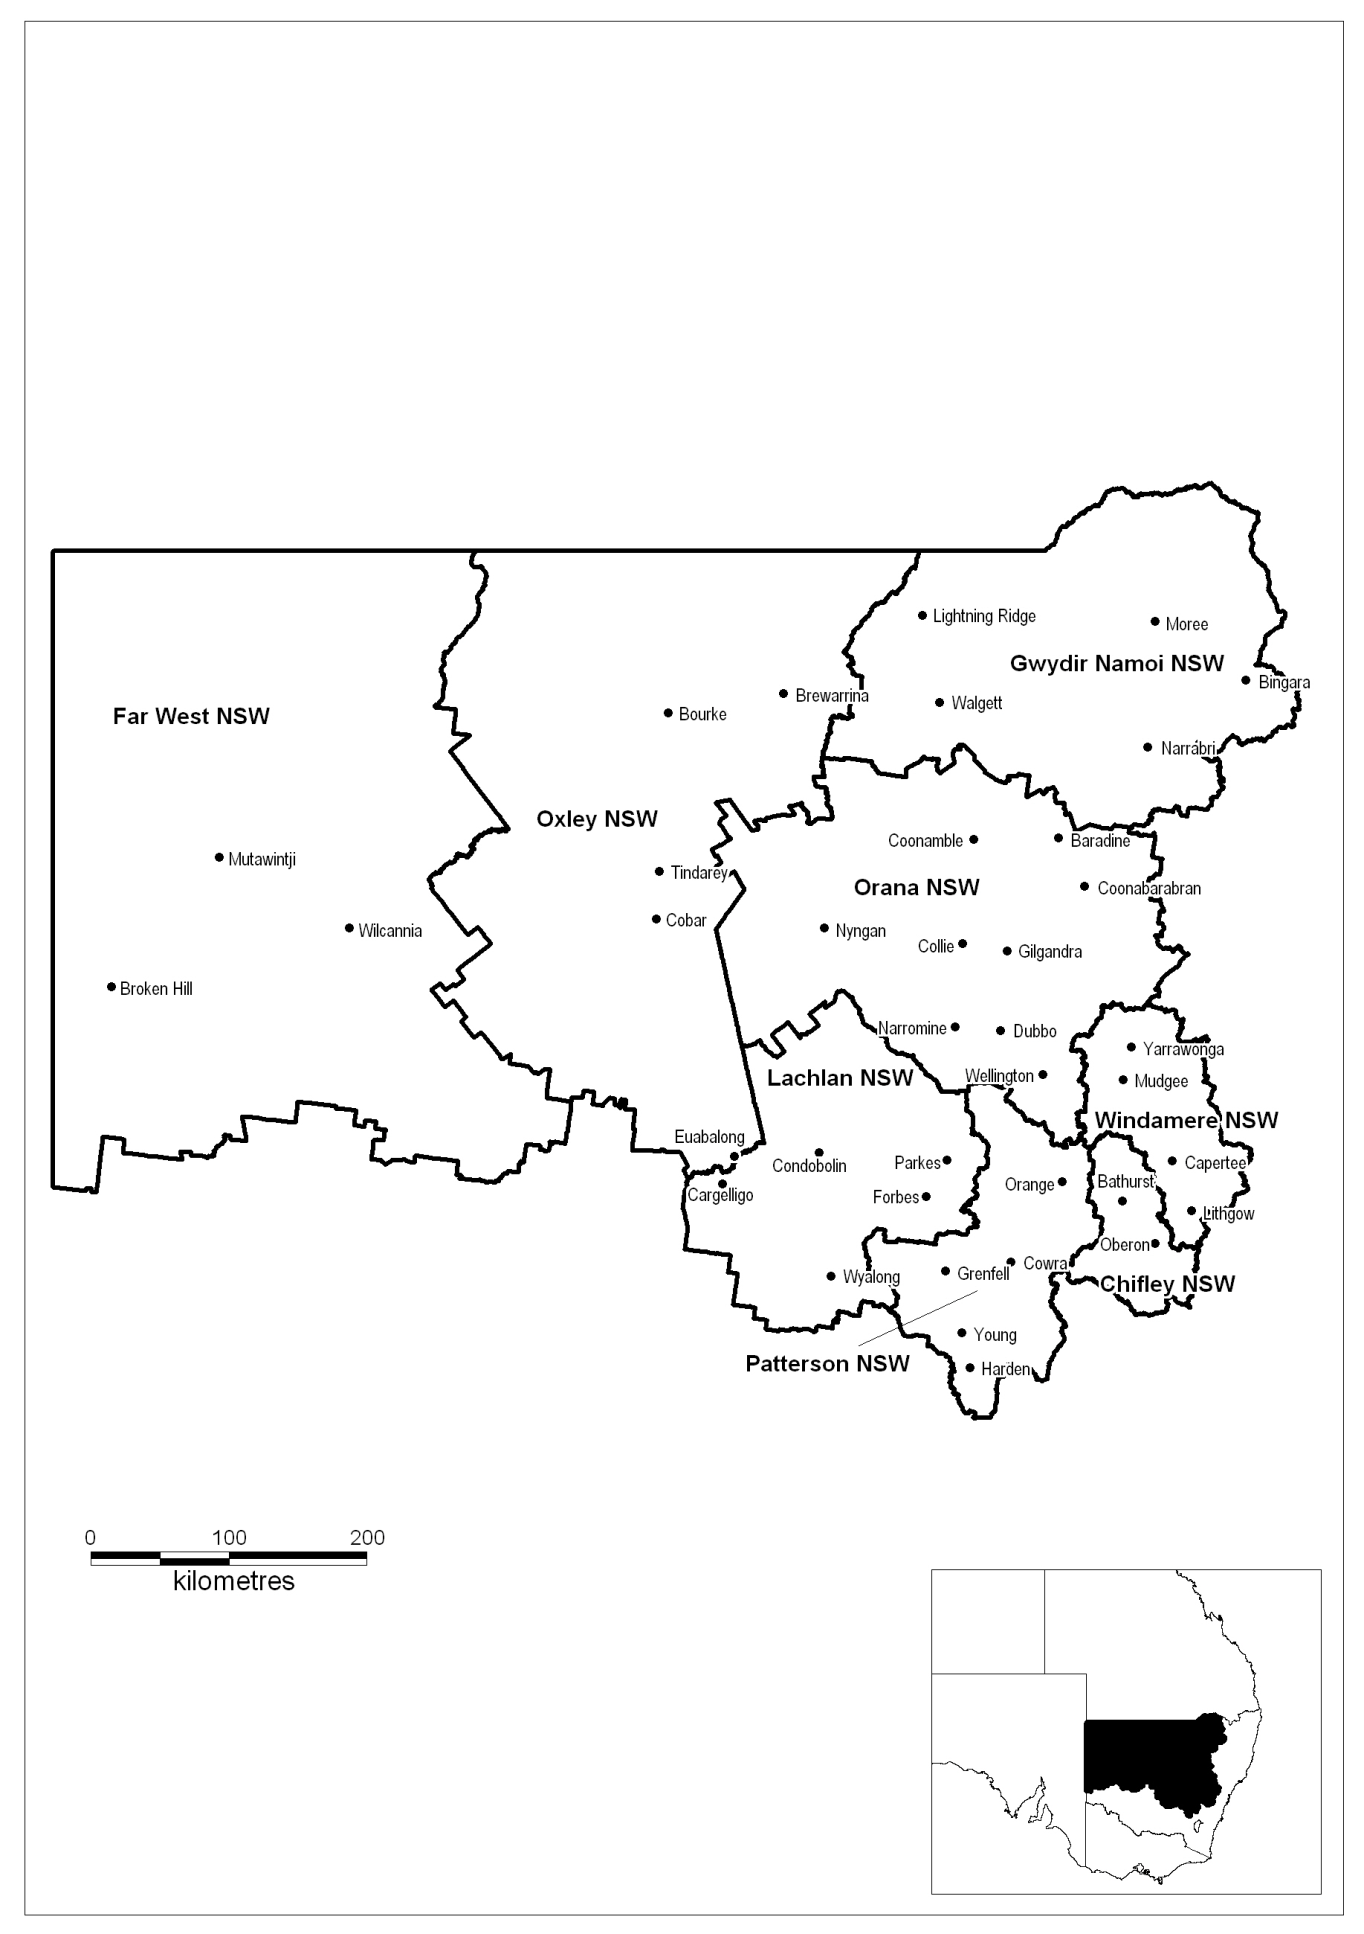 Lightning Ridge
Moree
Gwydir Namoi NSW
Bingara
Brewarrina
Walgett
Far West NSW
Bourke
Narrabri
Oxley NSW
Coonamble
Baradine
Mutawintji
Tindarey
Orana NSW
Coonabarabran
Cobar
Wilcannia
Nyngan
Collie
Gilgandra
Broken Hill
Narromine
Dubbo
Yarrawonga
Lachlan NSW
Wellington
Mudgee
Windamere NSW
Euabalong
Condobolin
Parkes
Capertee
Orange
Bathurst
Cargelligo
Forbes
Lithgow
Oberon
Wyalong
Grenfell
Cowra
Chifley NSW
Young
Patterson NSW
Harden
0 100 200
kilometres